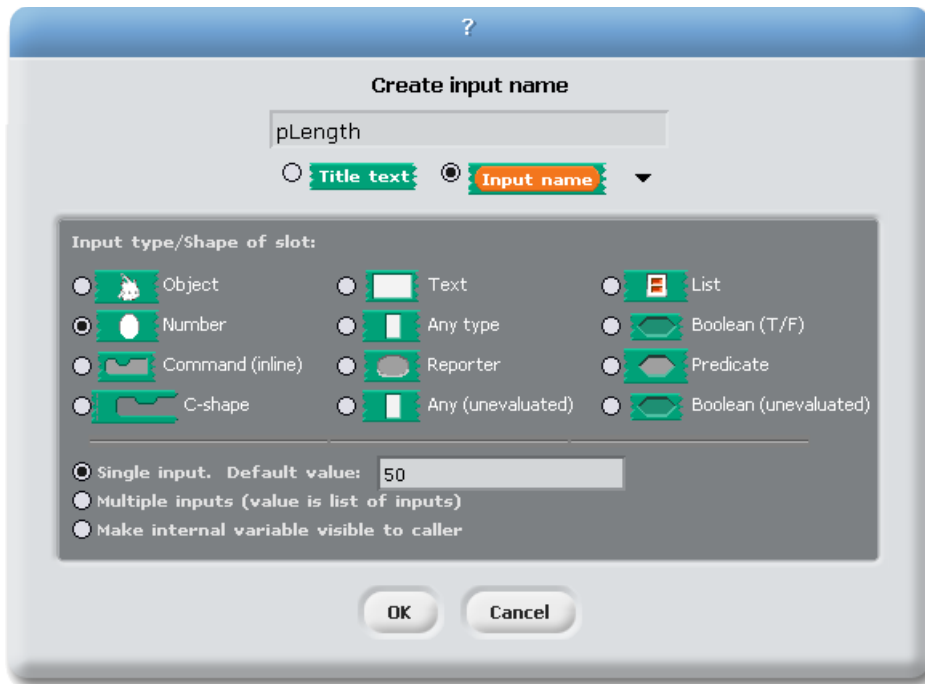 ?
Create input name
pLength
Title text Input name
Input type/Shape of slot:
Object Text List
Number Any type Boolean (T/F)
Command (inline) Reporter Predicate
C-shape Any (unevaluated) Boolean (unevaluated)
Single input. Default value: 50
Multiple inputs (value is list of inputs)
Make internal variable visible to caller
OK Cancel